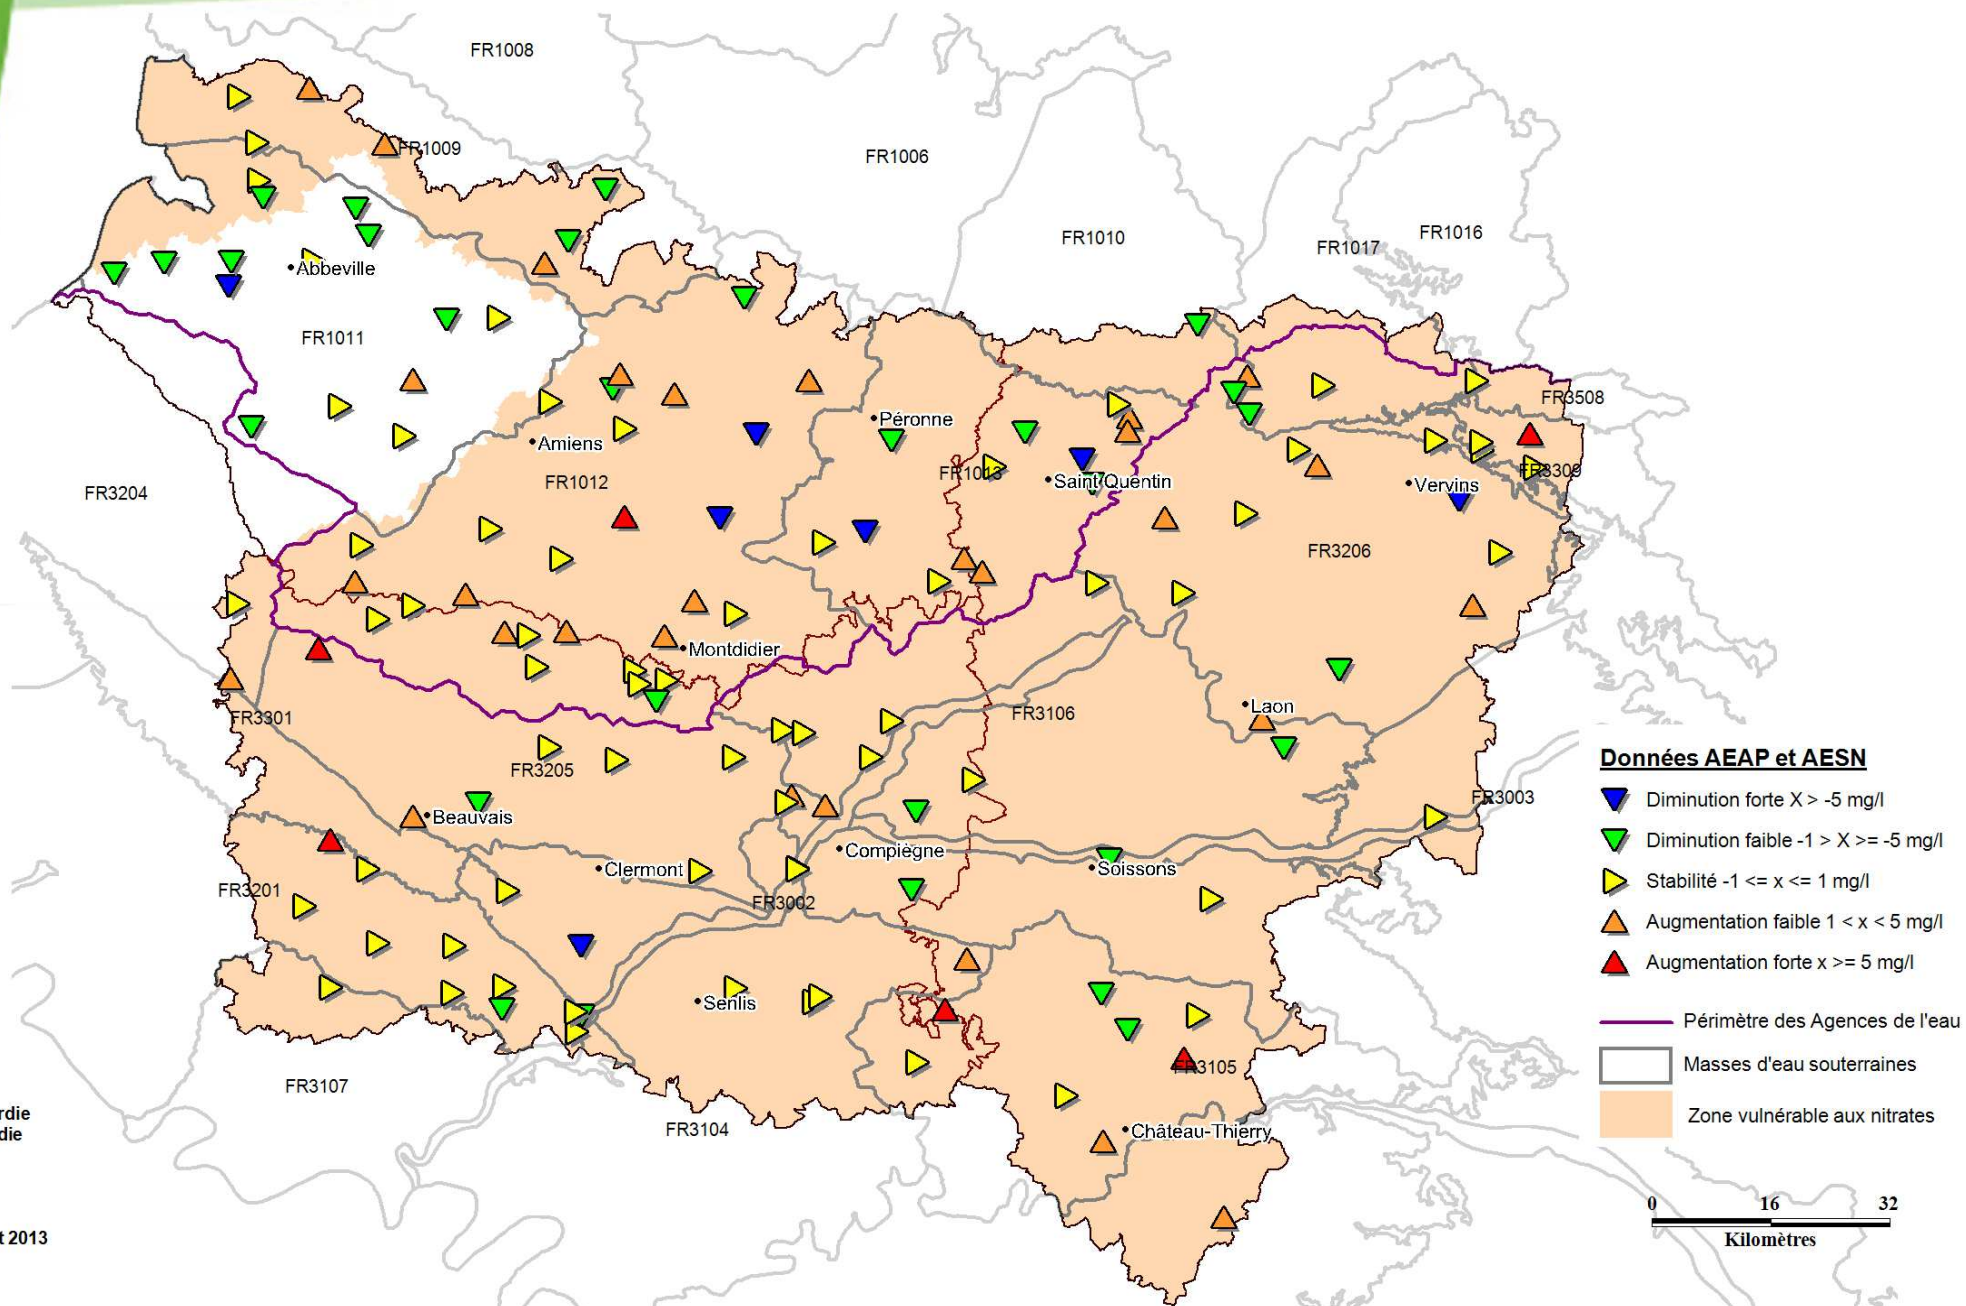 FR1008
FR1009
FR1006
FR1010
FR1017
FR1016
Abbeville
FR1011
FR3508
Péronne
Amiens
FR1012
FR1013
Saint Quentin
FR3309
Vervins
FR3204
FR3206
Montdidier
Laon
FR3301
FR3106
FR3205
FR3003
Beauvais
Compiègne
Clermont
Soissons
FR3201
FR3002
Senlis
FR3107
FR3105
FR3104
Château-Thierry
Données AEAP et AESN
Diminution forte X > -5 mg/l
Diminution faible -1 > X >= -5 mg/l
Stabilité -1 <= x <= 1 mg/l
Augmentation faible 1 < x < 5 mg/l
Augmentation forte x >= 5 mg/l
Périmètre des Agences de l'eau
Masses d'eau souterraines
Zone vulnérable aux nitrates
0 16 32
Kilomètres
rdie
die
t 2013